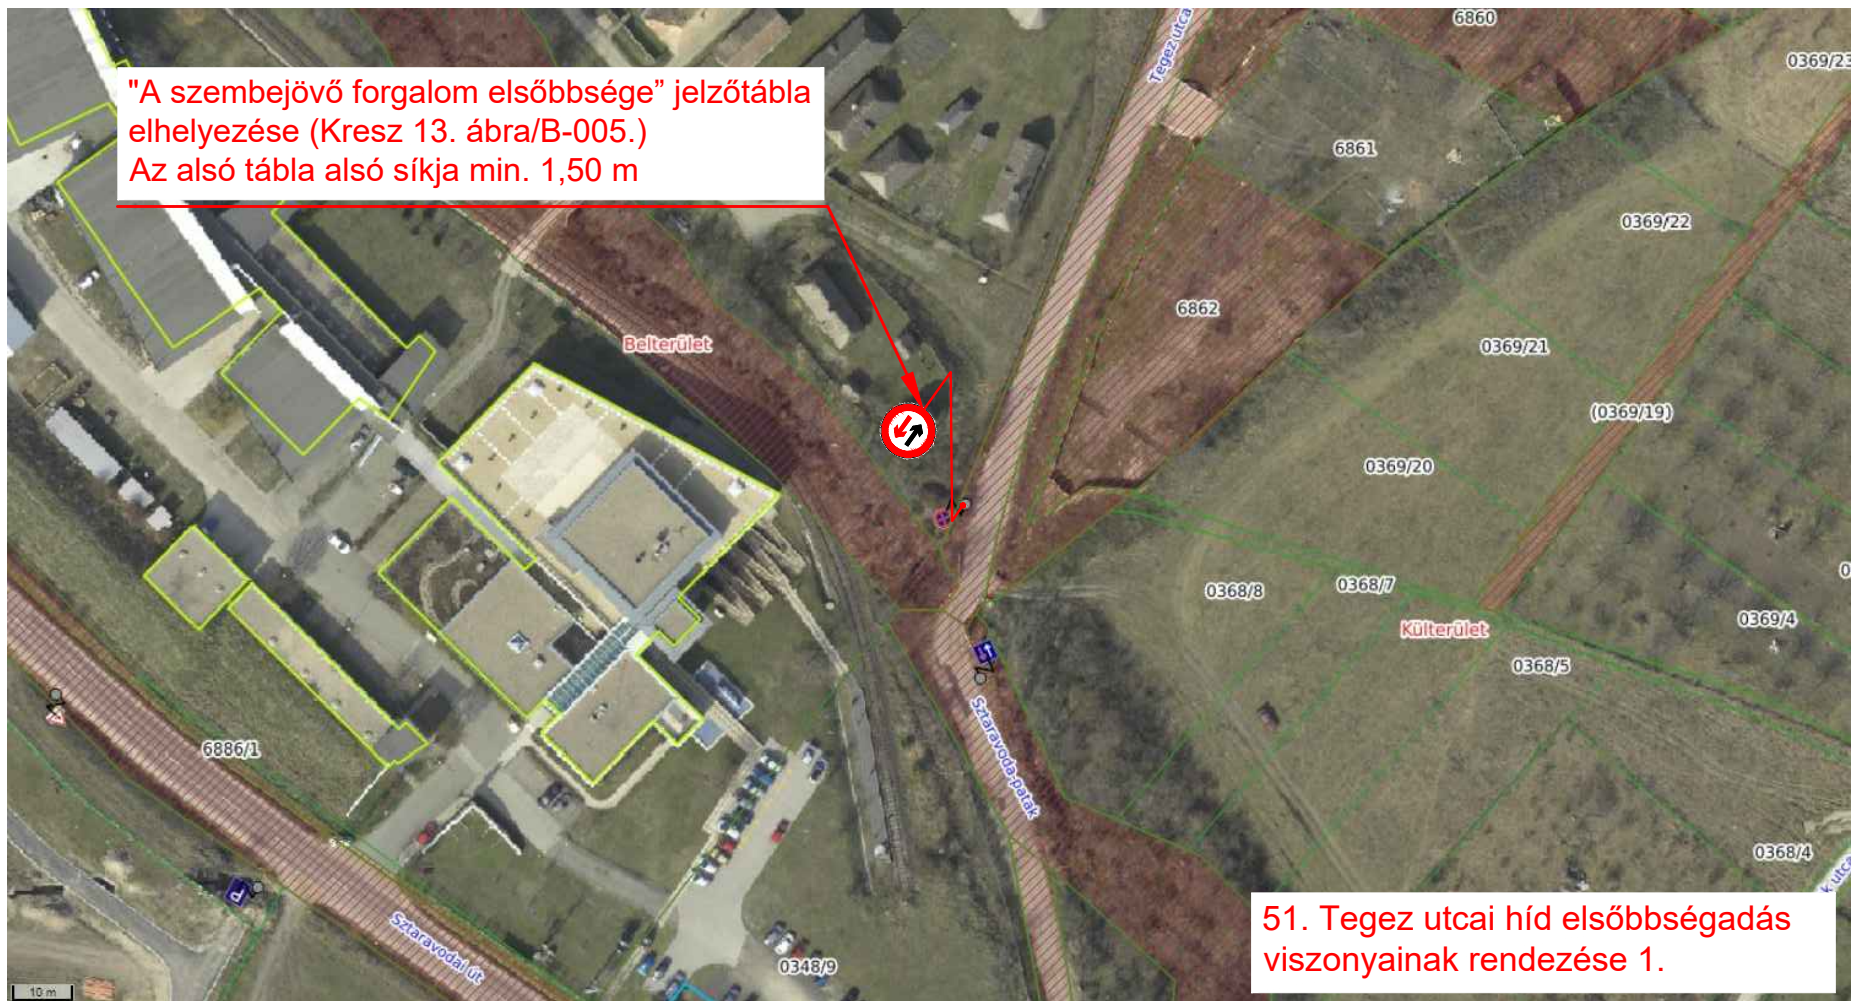 6860
Tegez utca
0369/23
"A szembejövő forgalom elsőbbsége” jelzőtábla
elhelyezése (Kresz 13. ábra/B-005.)
Az alsó tábla alsó síkja min. 1,50 m
6861
0369/22
6862
Belterület
0369/21
(0369/19)
0369/20
0368/8
0368/7
0369/4
Külterület
0368/5
Sztaravoda-patak
6886/1
0368/4
k utca
P
Sztaravodai út
0348/9
51. Tegez utcai híd elsőbbségadás
viszonyainak rendezése 1.
10 m